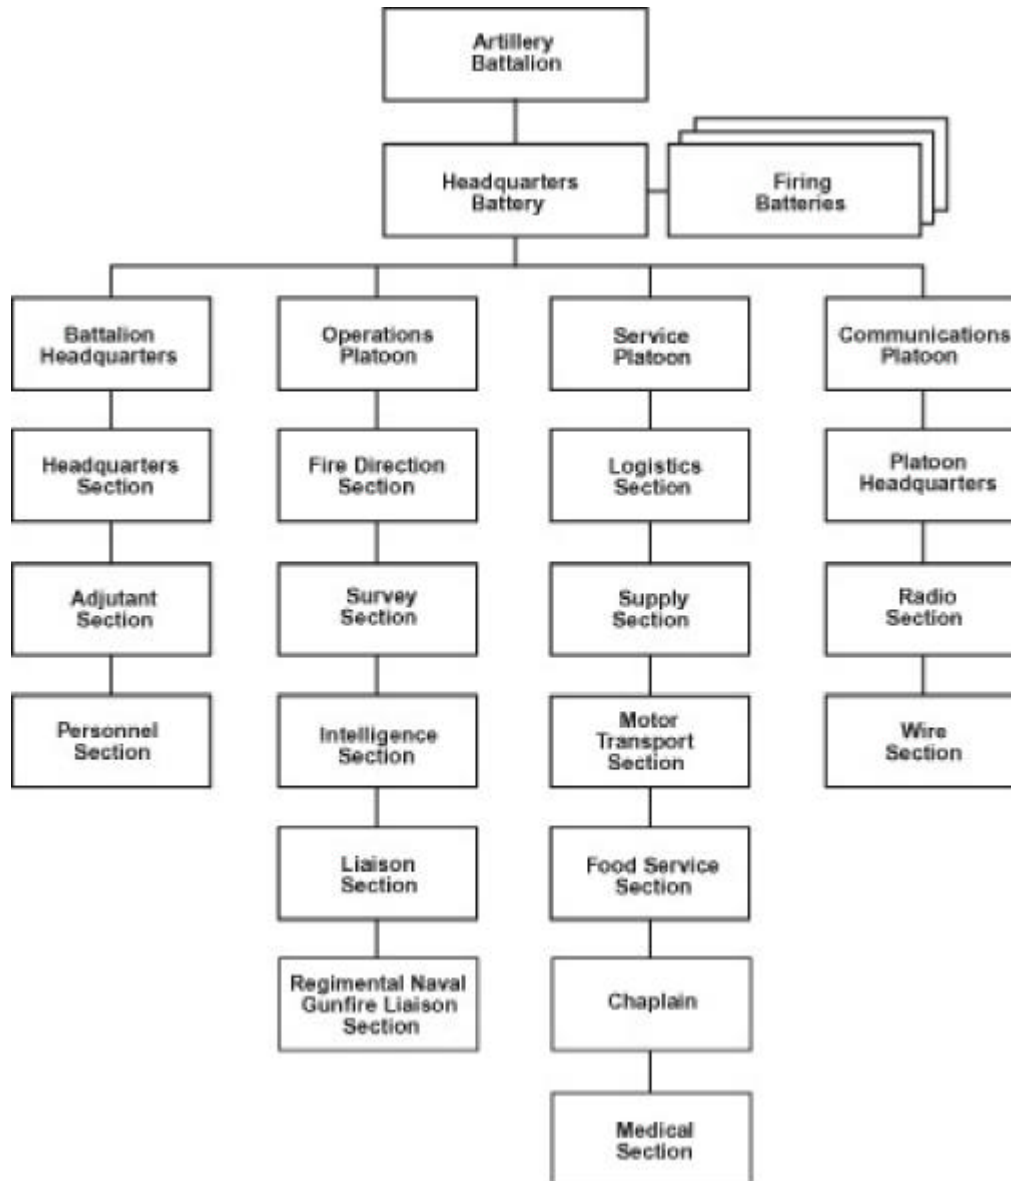 Artillery
Battalion
Headquarters
Battery
Firing
Batteries
Battalion
Headquarters
Operations
Platoon
Service
Platoon
Communications
Platoon
Headquarters
Section
Fire Direction
Section
Logistics
Section
Platoon
Headquarters
Adjutant
Section
Survey
Section
Supply
Section
Radio
Section
Personnel
Section
Intelligence
Section
Motor
Transport
Section
Wire
Section
Liaison
Section
Food Service
Section
Regimental Naval
Gunfire Liaison
Section
Chaplain
Medical
Section